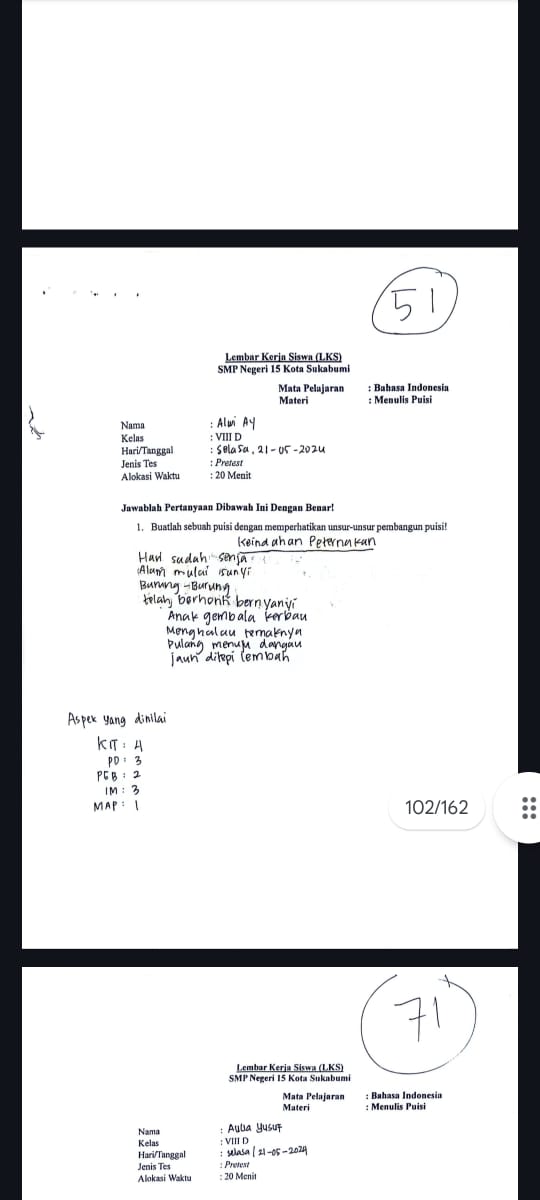 51
Lembar Kerja Siswa (LKS)
SMP Negeri 15 Kota Sukabumi
Mata Pelajaran : Bahasa Indonesia
Materi : Menulis Puisi
Nama : Alwi Ay
Kelas : VIII D
Hari/Tanggal : Selasa, 21-05-2024
Jenis Tes : Pretest
Alokasi Waktu : 20 Menit
Jawablah Pertanyaan Dibawah Ini Dengan Benar!
1. Buatlah sebuah puisi dengan memperhatikan unsur-unsur pembangun puisi!
Keindahan Peternakan
Hari sudah senja
Alam mulai sunyi
Burung-Burung
telah berhenti bernyanyi
Anak gembala kerbau
Menghalau ternaknya
Pulang menuju dangau
jauh ditepi lembah
Aspek yang dinilai
KIT : 4
PD : 3
PGB : 2
IM : 3
MAP : 1
102/162
71
Lembar Kerja Siswa (LKS)
SMP Negeri 15 Kota Sukabumi
Mata Pelajaran : Bahasa Indonesia
Materi : Menulis Puisi
Nama : Aulia Yusuf
Kelas : VIII D
Hari/Tanggal : selasa / 21-05-2024
Jenis Tes : Pretest
Alokasi Waktu : 20 Menit